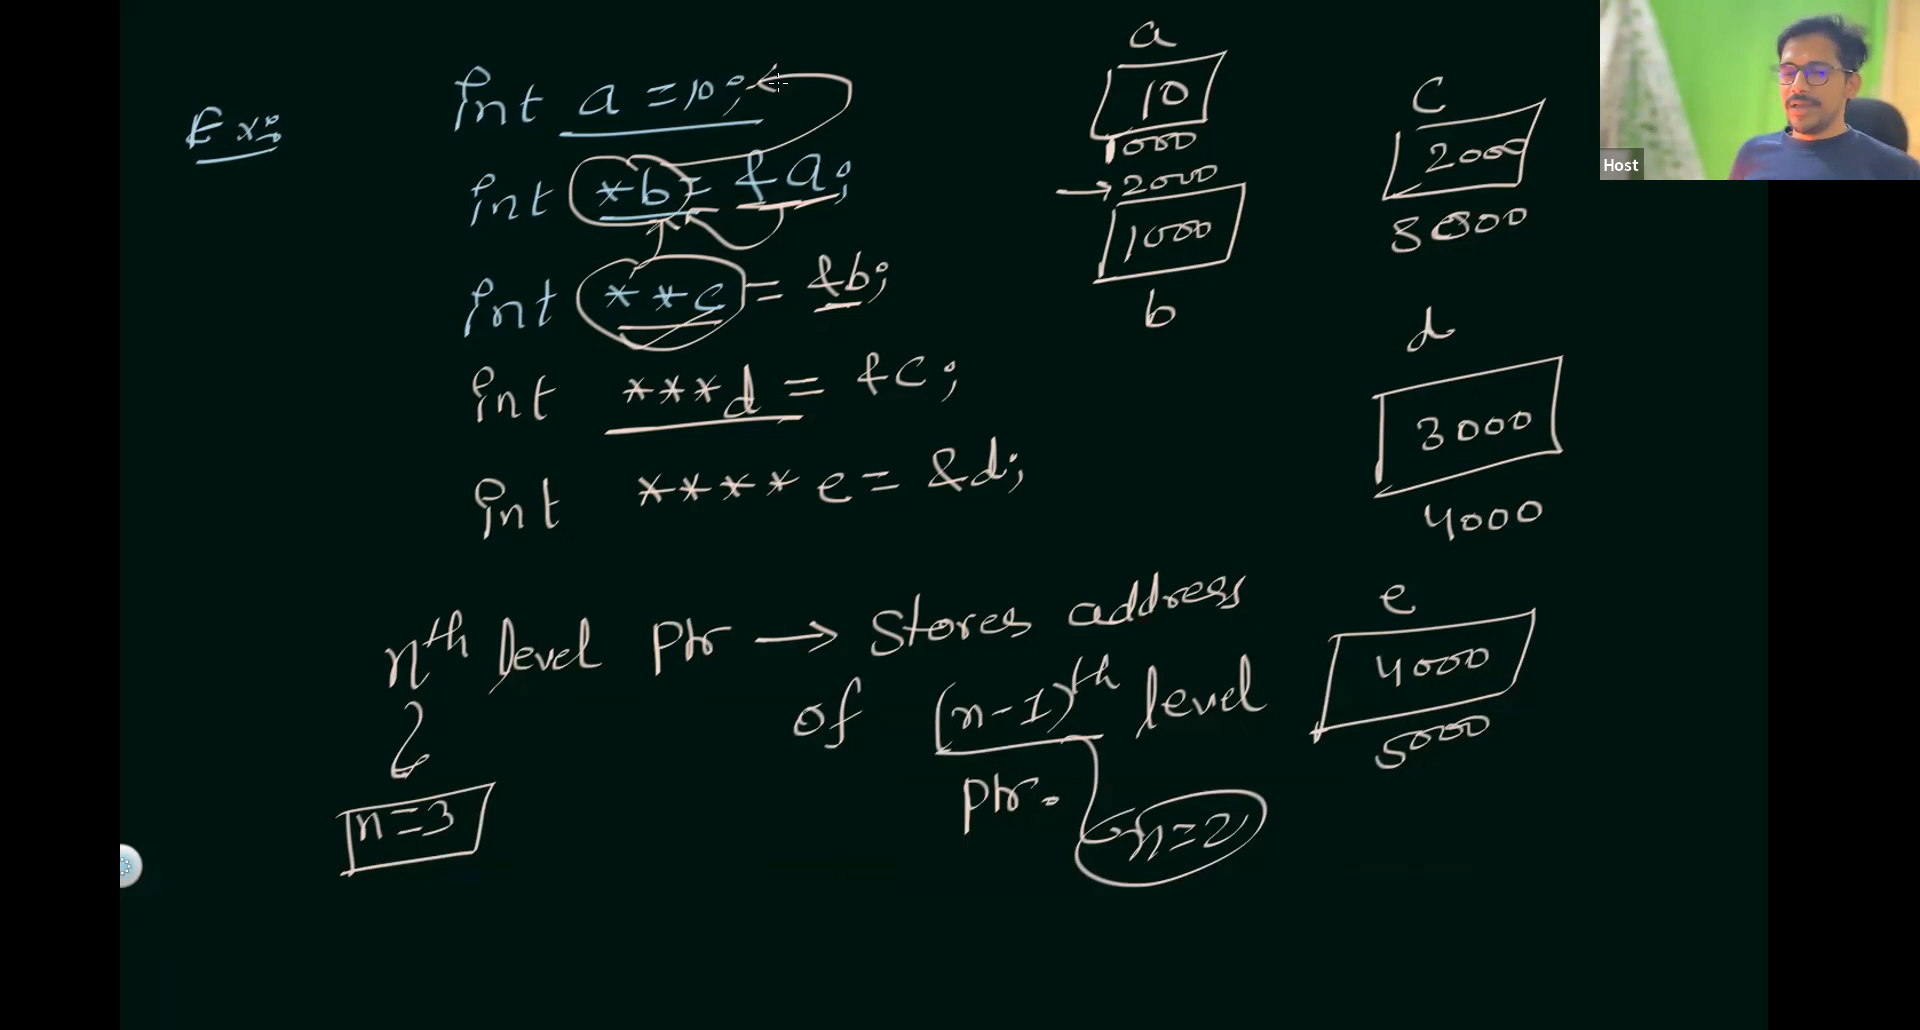 Ex:
int a = 10;
int *b = &a;
int **c = &b;
int ***d = &c;
int ****e = &d;
nth level ptr → stores address
of (n-1)th level
ptr.
n=3
n=2
a
10
1000
2000
1000
b
c
2000
3000
d
3000
4000
e
4000
5000
Host